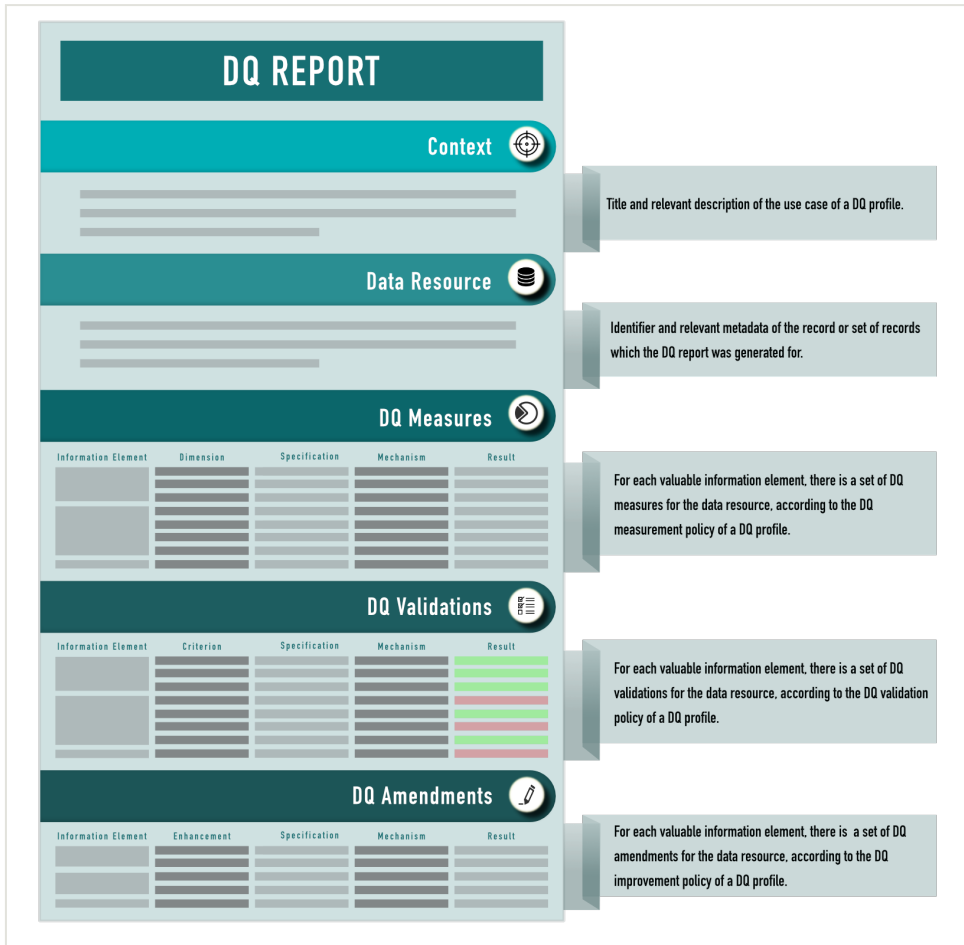 DQ REPORT
Context
Title and relevant description of the use case of a DQ profile.
Data Resource
Identifier and relevant metadata of the record or set of records
which the DQ report was generated for.
DQ Measures
Information Element Dimension Specification Mechanism Result
For each valuable information element, there is a set of DQ
measures for the data resource, according to the DQ
measurement policy of a DQ profile.
DQ Validations
Information Element Criterion Specification Mechanism Result
For each valuable information element, there is a set of DQ
validations for the data resource, according to the DQ validation
policy of a DQ profile.
DQ Amendments
Information Element Enhancement Specification Mechanism Result
For each valuable information element, there is a set of DQ
amendments for the data resource, according to the DQ
improvement policy of a DQ profile.